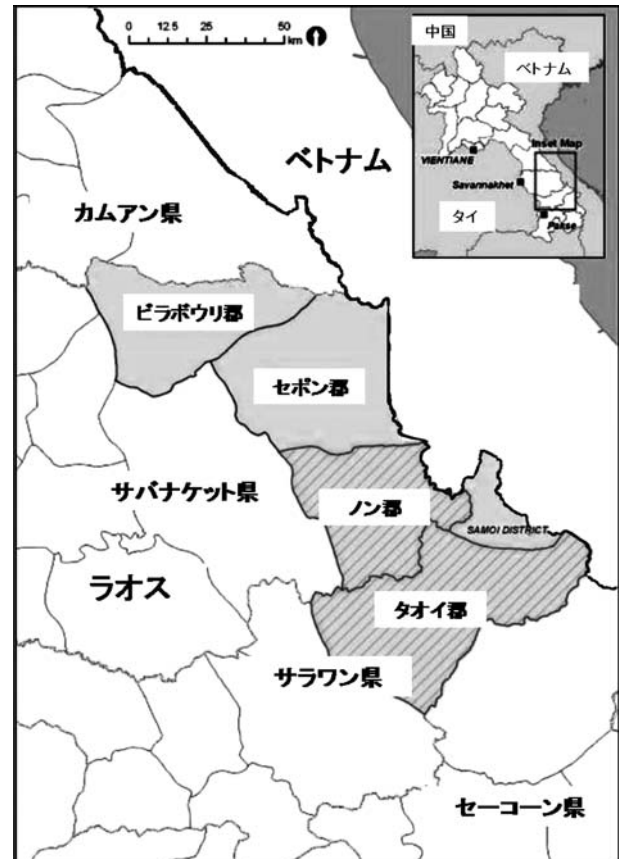 0 12.5 25 50
km
中国
ベトナム
Inset Map
VIENTIANE
Savannakhet
タイ
Pakse
ベトナム
カムアン県
ビラボウリ郡
セポン郡
サバナケット県
ノン郡
SAMOI DISTRICT
ラオス
タオイ郡
サラワン県
セーコーン県